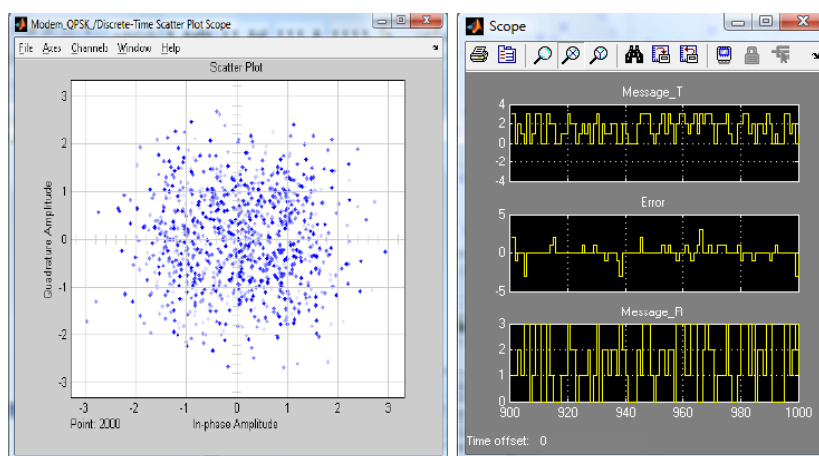 Modem_QPSK_/Discrete-Time Scatter Plot Scope
File Axes Channels Window Help
Scatter Plot
Quadrature Amplitude
3
2
1
0
-1
-2
-3
-3 -2 -1 0 1 2 3
Point: 2000 In-phase Amplitude
Scope
Message_T
4
2
0
-2
-4
Error
5
0
-5
Message_R
3
2
1
0
900 920 940 960 980 1000
Time offset: 0